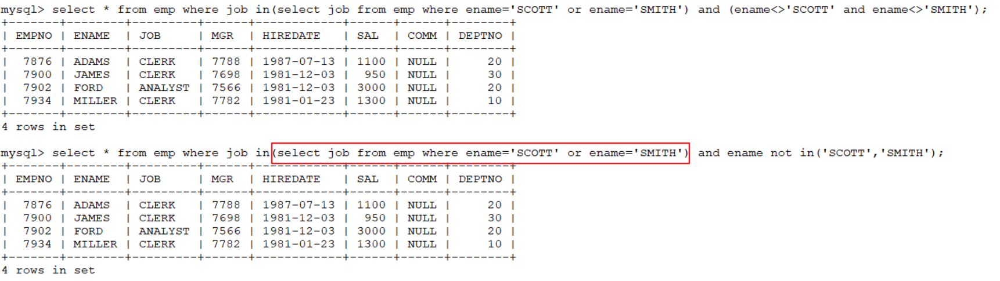 mysql> select * from emp where job in(select job from emp where ename='SCOTT' or ename='SMITH') and (ename<>'SCOTT' and ename<>'SMITH');
+-------+--------+---------+------+------------+------+------+--------+
| EMPNO | ENAME  | JOB     | MGR  | HIREDATE   | SAL  | COMM | DEPTNO |
+-------+--------+---------+------+------------+------+------+--------+
|  7876 | ADAMS  | CLERK   | 7788 | 1987-07-13 | 1100 | NULL |     20 |
|  7900 | JAMES  | CLERK   | 7698 | 1981-12-03 |  950 | NULL |     30 |
|  7902 | FORD   | ANALYST | 7566 | 1981-12-03 | 3000 | NULL |     20 |
|  7934 | MILLER | CLERK   | 7782 | 1981-01-23 | 1300 | NULL |     10 |
+-------+--------+---------+------+------------+------+------+--------+
4 rows in set
mysql> select * from emp where job in(select job from emp where ename='SCOTT' or ename='SMITH') and ename not in('SCOTT','SMITH');
+-------+--------+---------+------+------------+------+------+--------+
| EMPNO | ENAME  | JOB     | MGR  | HIREDATE   | SAL  | COMM | DEPTNO |
+-------+--------+---------+------+------------+------+------+--------+
|  7876 | ADAMS  | CLERK   | 7788 | 1987-07-13 | 1100 | NULL |     20 |
|  7900 | JAMES  | CLERK   | 7698 | 1981-12-03 |  950 | NULL |     30 |
|  7902 | FORD   | ANALYST | 7566 | 1981-12-03 | 3000 | NULL |     20 |
|  7934 | MILLER | CLERK   | 7782 | 1981-01-23 | 1300 | NULL |     10 |
+-------+--------+---------+------+------------+------+------+--------+
4 rows in set